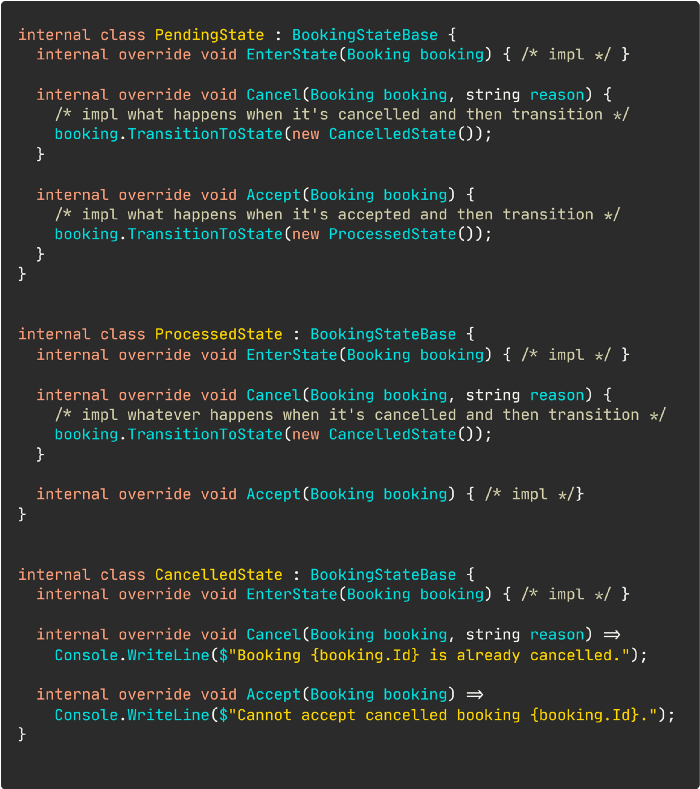 internal class PendingState : BookingStateBase {
  internal override void EnterState(Booking booking) { /* impl */ }

  internal override void Cancel(Booking booking, string reason) {
    /* impl what happens when it's cancelled and then transition */
    booking.TransitionToState(new CancelledState());
  }

  internal override void Accept(Booking booking) {
    /* impl what happens when it's accepted and then transition */
    booking.TransitionToState(new ProcessedState());
  }
}

internal class ProcessedState : BookingStateBase {
  internal override void EnterState(Booking booking) { /* impl */ }

  internal override void Cancel(Booking booking, string reason) {
    /* impl whatever happens when it's cancelled and then transition */
    booking.TransitionToState(new CancelledState());
  }

  internal override void Accept(Booking booking) { /* impl */}
}

internal class CancelledState : BookingStateBase {
  internal override void EnterState(Booking booking) { /* impl */ }

  internal override void Cancel(Booking booking, string reason) =>
    Console.WriteLine($"Booking {booking.Id} is already cancelled.");

  internal override void Accept(Booking booking) =>
    Console.WriteLine($"Cannot accept cancelled booking {booking.Id}.");
}